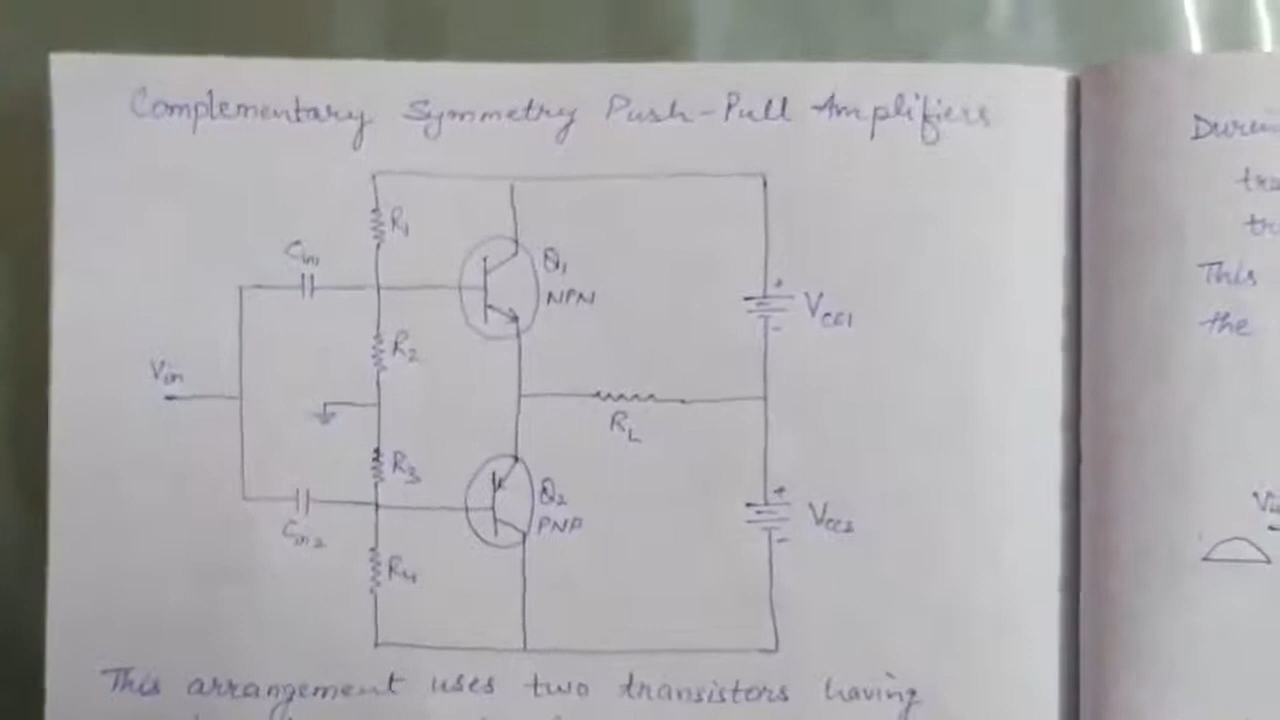 Complementary Symmetry Push-Pull Amplifiers
R1
Cin1
Q1
NPN
VCC1
R2
Vin
RL
R3
Q2
PNP
VCC2
Cin2
R4
This arrangement uses two transistors having
This
the